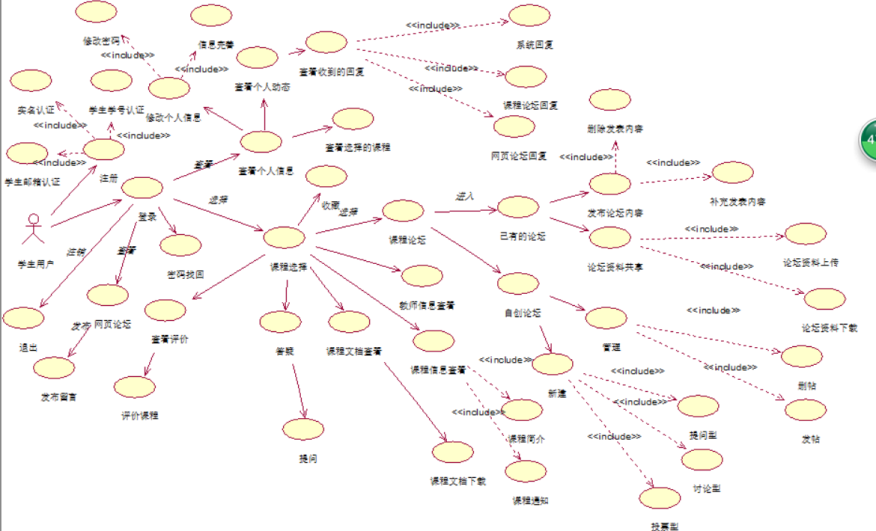 <<include>>
系统回复
修改密码
信息完善
<<include>>
<<include>>
查看收到的回复
<<include>>
查看个人动态
<<include>>
课程论坛回复
实名认证
学生学号认证
修改个人信息
<<include>>
<<include>>
删除发表内容
查看选择的课程
网页论坛回复
<<include>>
<<include>>
<<include>>
学生邮箱认证
注册
查看
查看个人信息
选择
收藏
选择
进入
发布论坛内容
补充发表内容
登录
课程论坛
已有的论坛
<<include>>
学生用户
注销
查看
密码找回
课程选择
论坛资料共享
<<include>>
论坛资料上传
教师信息查看
自创论坛
<<include>>
论坛资料下载
发布
网页论坛
退出
查看评价
答疑
课程文档查看
课程信息查看
<<include>>
管理
<<include>>
<<include>>
删帖
发布留言
新建
<<include>>
评价课程
<<include>>
课程简介
<<include>>
提问型
发帖
<<include>>
提问
课程文档下载
课程通知
讨论型
投票型
4